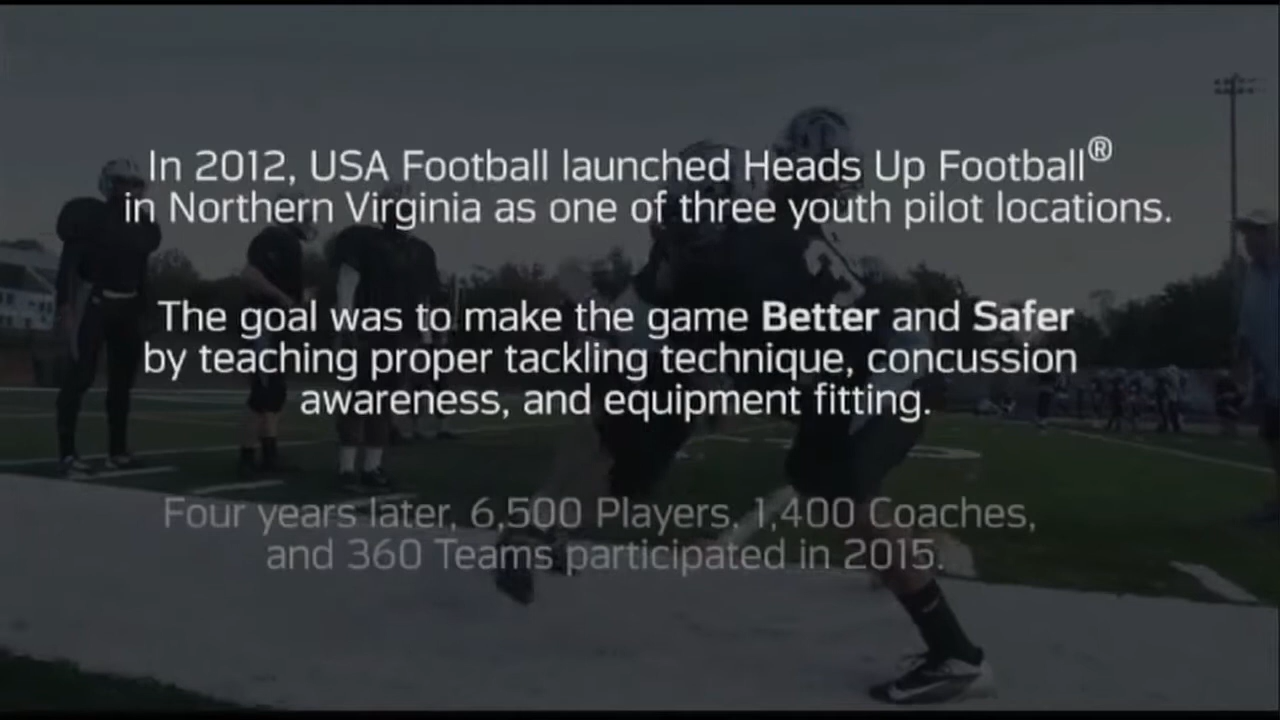 In 2012, USA Football launched Heads Up Football®
in Northern Virginia as one of three youth pilot locations.
The goal was to make the game Better and Safer
by teaching proper tackling technique, concussion
awareness, and equipment fitting.
Four years later, 6,500 Players, 1,400 Coaches,
and 360 Teams participated in 2015.